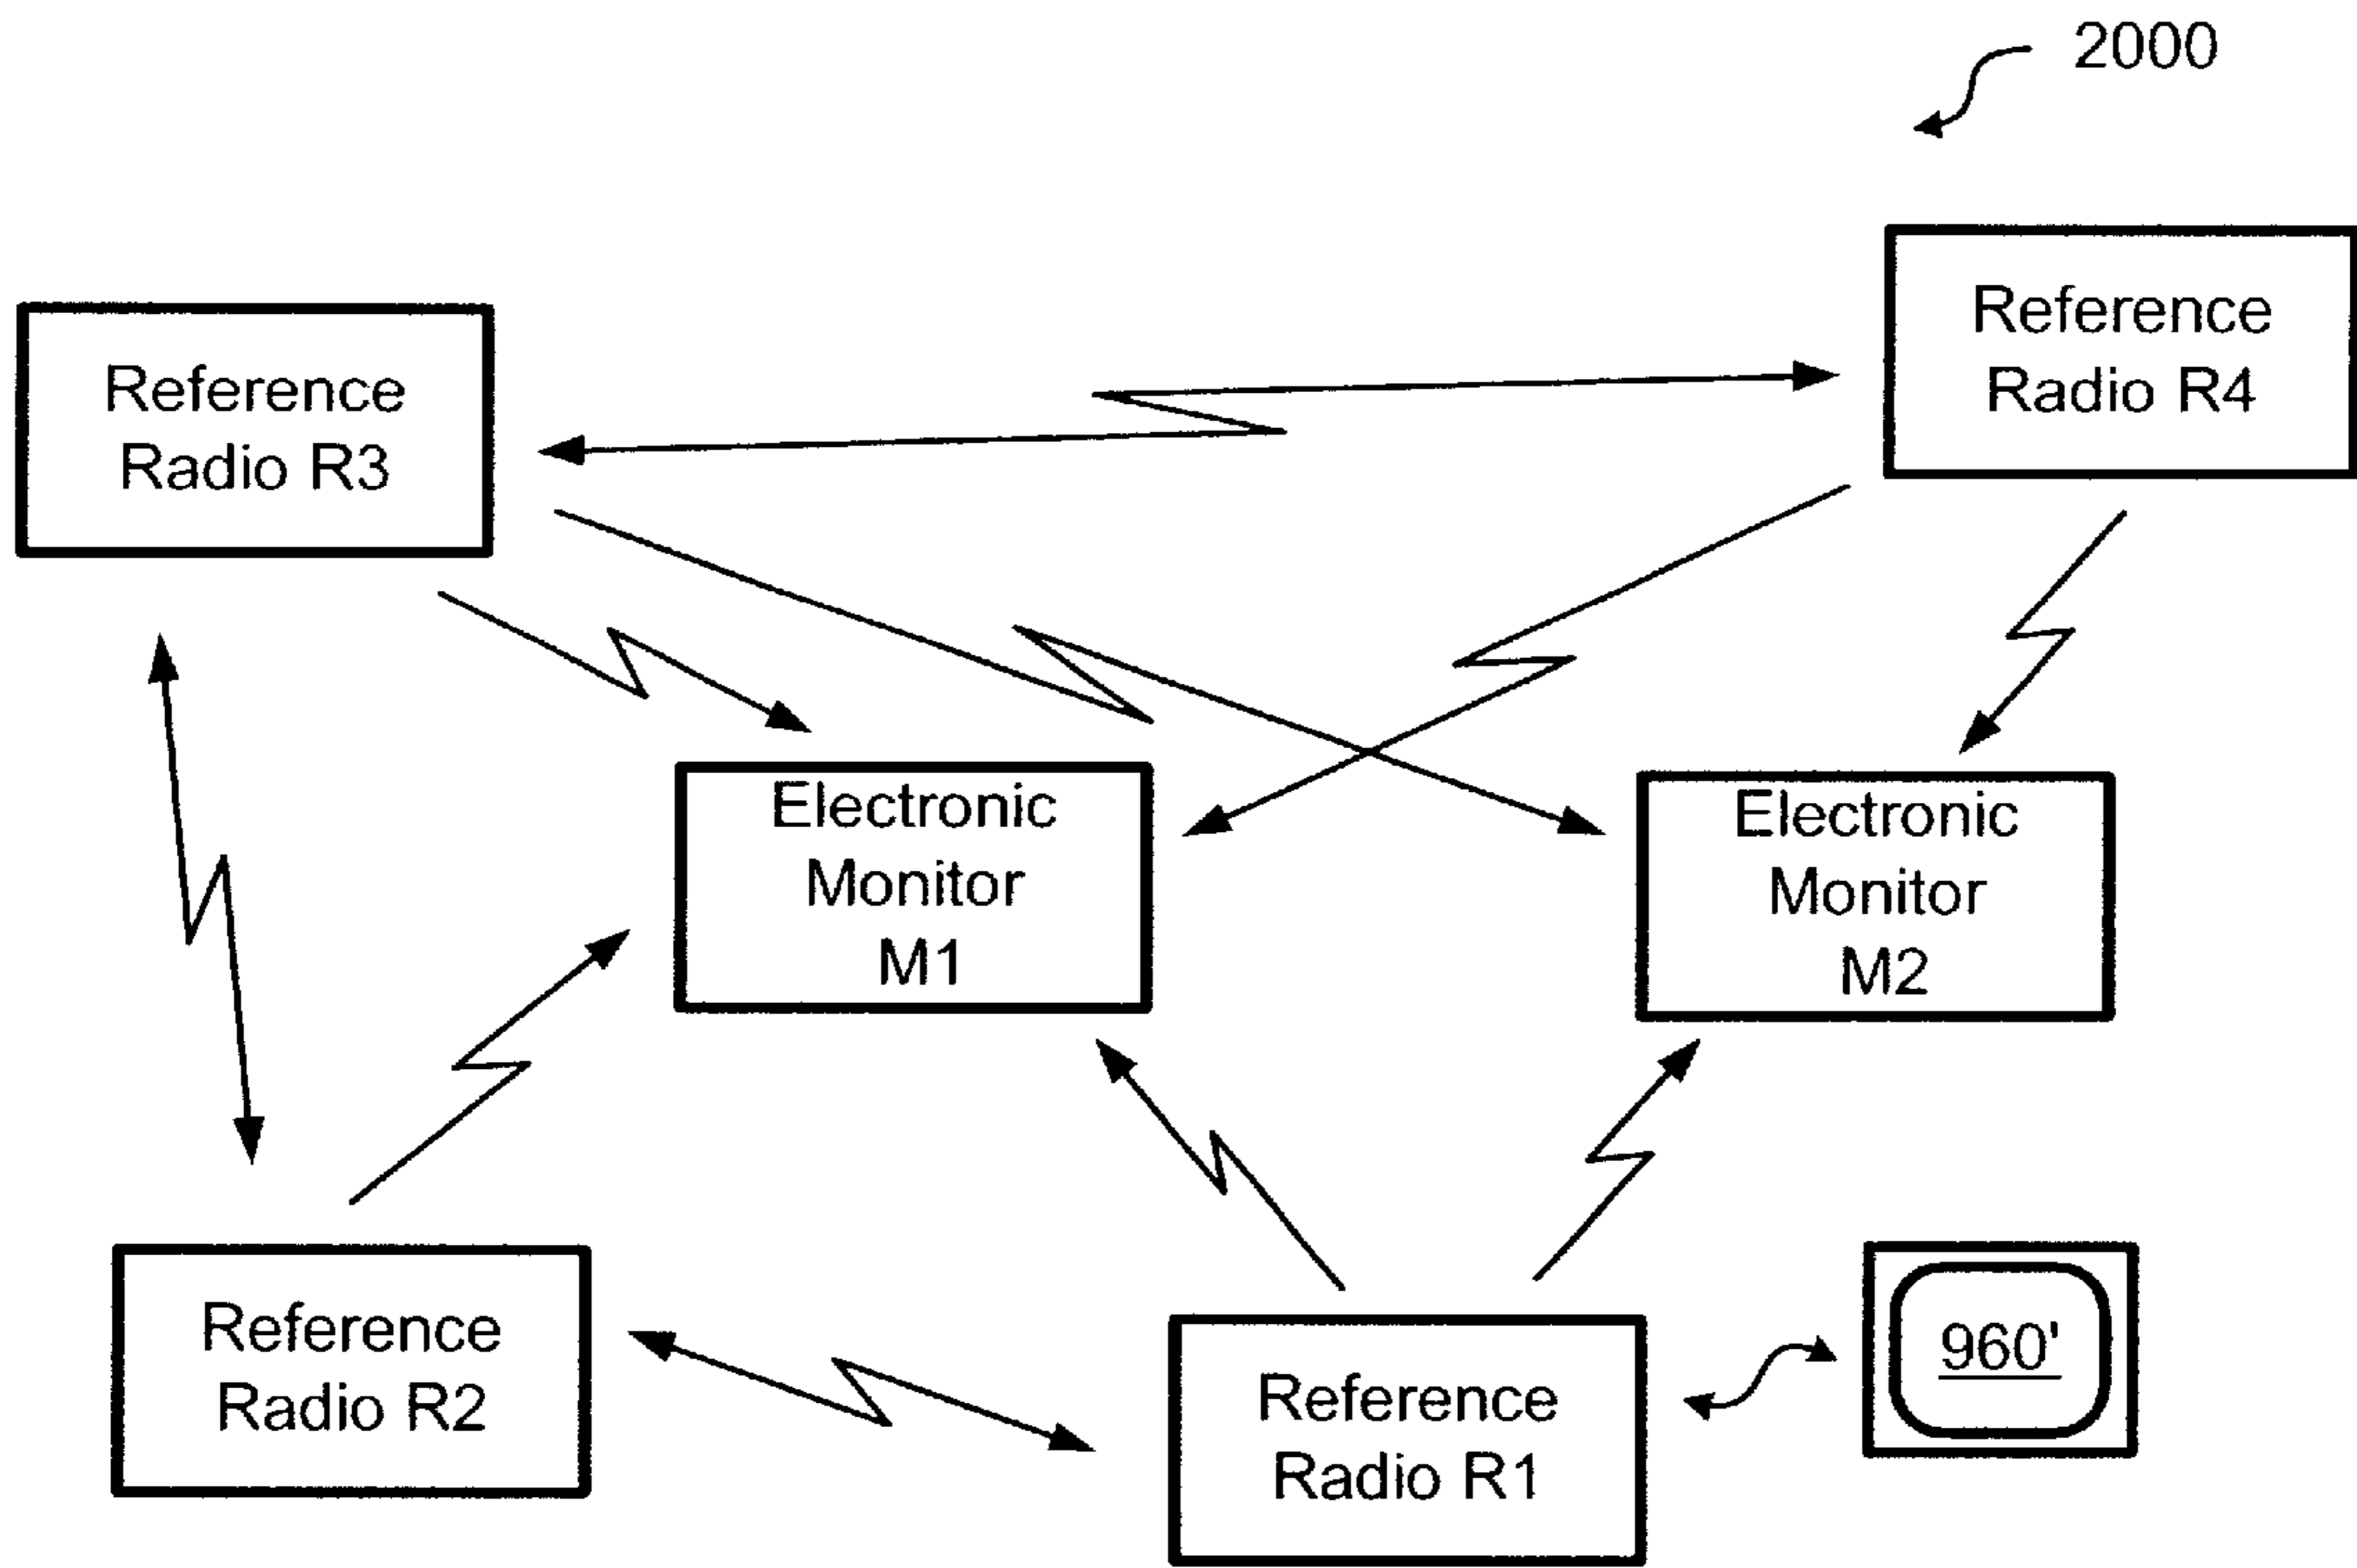 2000
Reference
Radio R4
Reference
Radio R3
Electronic
Monitor
M1
Electronic
Monitor
M2
Reference
Radio R2
Reference
Radio R1
960'